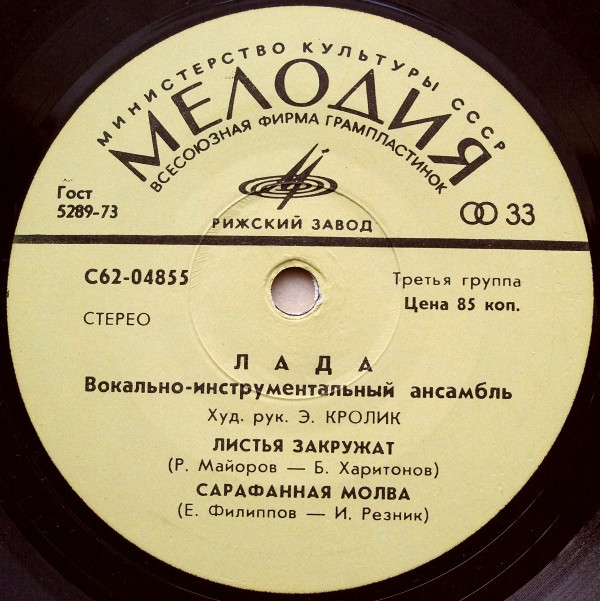 МИНИСТЕРСТВО КУЛЬТУРЫ СССР
МЕЛОДИЯ
ВСЕСОЮЗНАЯ ФИРМА ГРАМПЛАСТИНОК
Гост
5289-73
РИЖСКИЙ ЗАВОД
33
С62-04855
Третья группа
Цена 85 коп.
СТЕРЕО
ЛАДА
Вокально-инструментальный ансамбль
Худ. рук. Э. КРОЛИК
ЛИСТЬЯ ЗАКРУЖАТ
(Р. Майоров — Б. Харитонов)
САРАФАННАЯ МОЛВА
(Е. Филиппов — И. Резник)